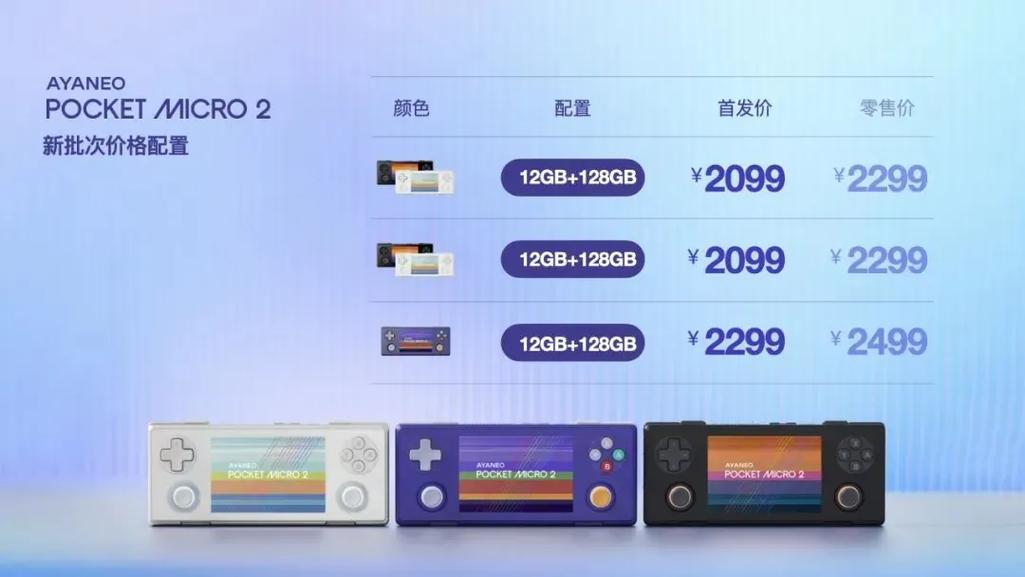 AYANEO
POCKET MICRO 2
新批次价格配置
颜色 配置 首发价 零售价
12GB+128GB ¥2099 ¥2299
12GB+128GB ¥2099 ¥2299
12GB+128GB ¥2299 ¥2499
AYANEO
POCKET MICRO 2
AYANEO
POCKET MICRO 2
AYANEO
POCKET MICRO 2